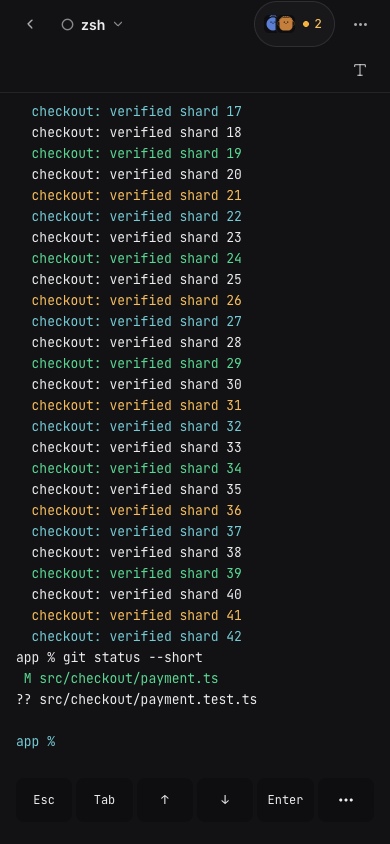 zsh
2
T
checkout: verified shard 17
checkout: verified shard 18
checkout: verified shard 19
checkout: verified shard 20
checkout: verified shard 21
checkout: verified shard 22
checkout: verified shard 23
checkout: verified shard 24
checkout: verified shard 25
checkout: verified shard 26
checkout: verified shard 27
checkout: verified shard 28
checkout: verified shard 29
checkout: verified shard 30
checkout: verified shard 31
checkout: verified shard 32
checkout: verified shard 33
checkout: verified shard 34
checkout: verified shard 35
checkout: verified shard 36
checkout: verified shard 37
checkout: verified shard 38
checkout: verified shard 39
checkout: verified shard 40
checkout: verified shard 41
checkout: verified shard 42
app % git status --short
M src/checkout/payment.ts
?? src/checkout/payment.test.ts
app %
Esc Tab ↑ ↓ Enter •••